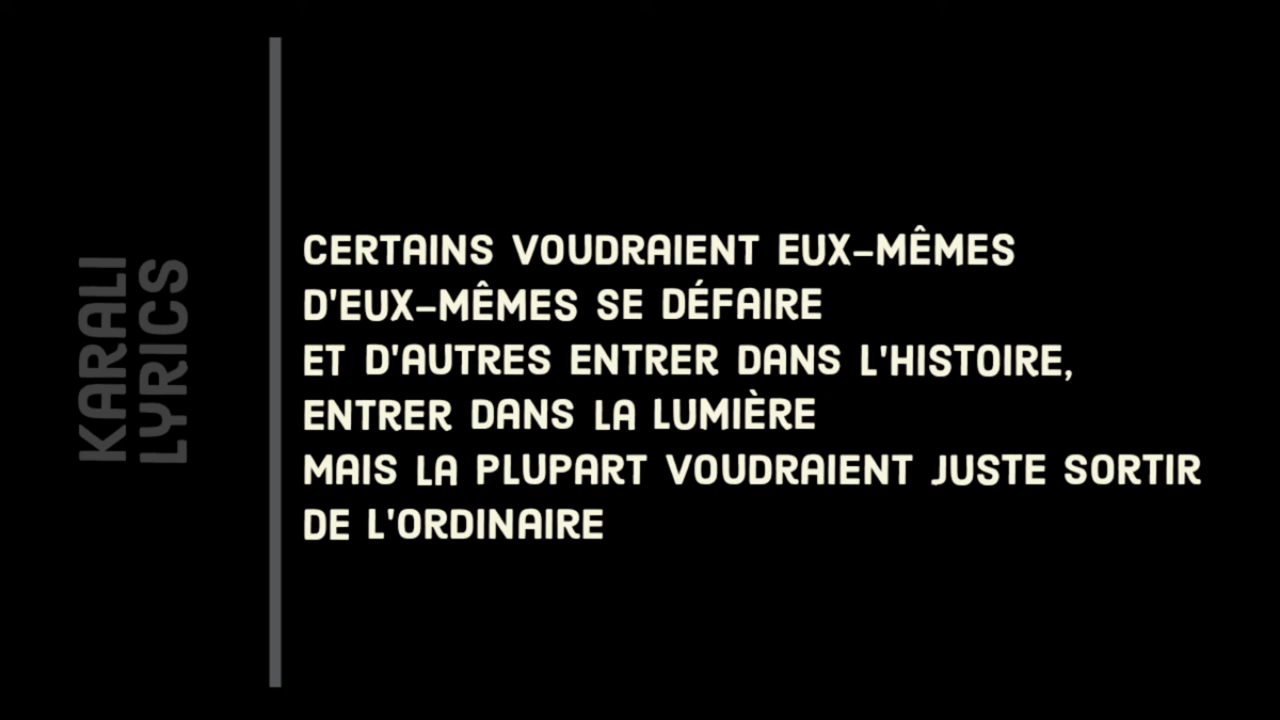 KARALI
LYRICS
CERTAINS VOUDRAIENT EUX-MÊMES
D'EUX-MÊMES SE DÉFAIRE
ET D'AUTRES ENTRER DANS L'HISTOIRE,
ENTRER DANS LA LUMIÈRE
MAIS LA PLUPART VOUDRAIENT JUSTE SORTIR
DE L'ORDINAIRE